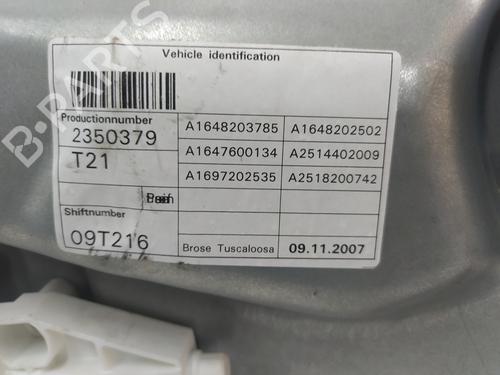 Vehicle identification
Productionnumber
2350379
T21
Shiftnumber
09T216
A1648203785 A1648202502
A1647600134 A2514402009
A1697202535 A2518200742
Brose Tuscaloosa 09.11.2007
B-PARTS